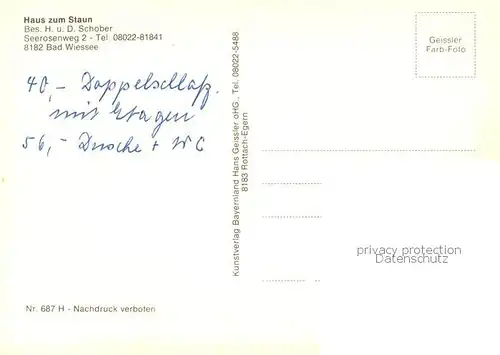 Haus zum Staun
Bes. H. u. D. Schober
Seerosenweg 2 - Tel. 08022-81841
8182 Bad Wiessee
40,- Doppelschlafz.
mit Etagen
56,- Dusche + WC
Nr. 687 H - Nachdruck verboten
Kunstverlag Bayernland Hans Geissler oHG., Tel. 08022-5488
8183 Rottach-Egern
Geissler
Farb-Foto
privacy protection
Datenschutz